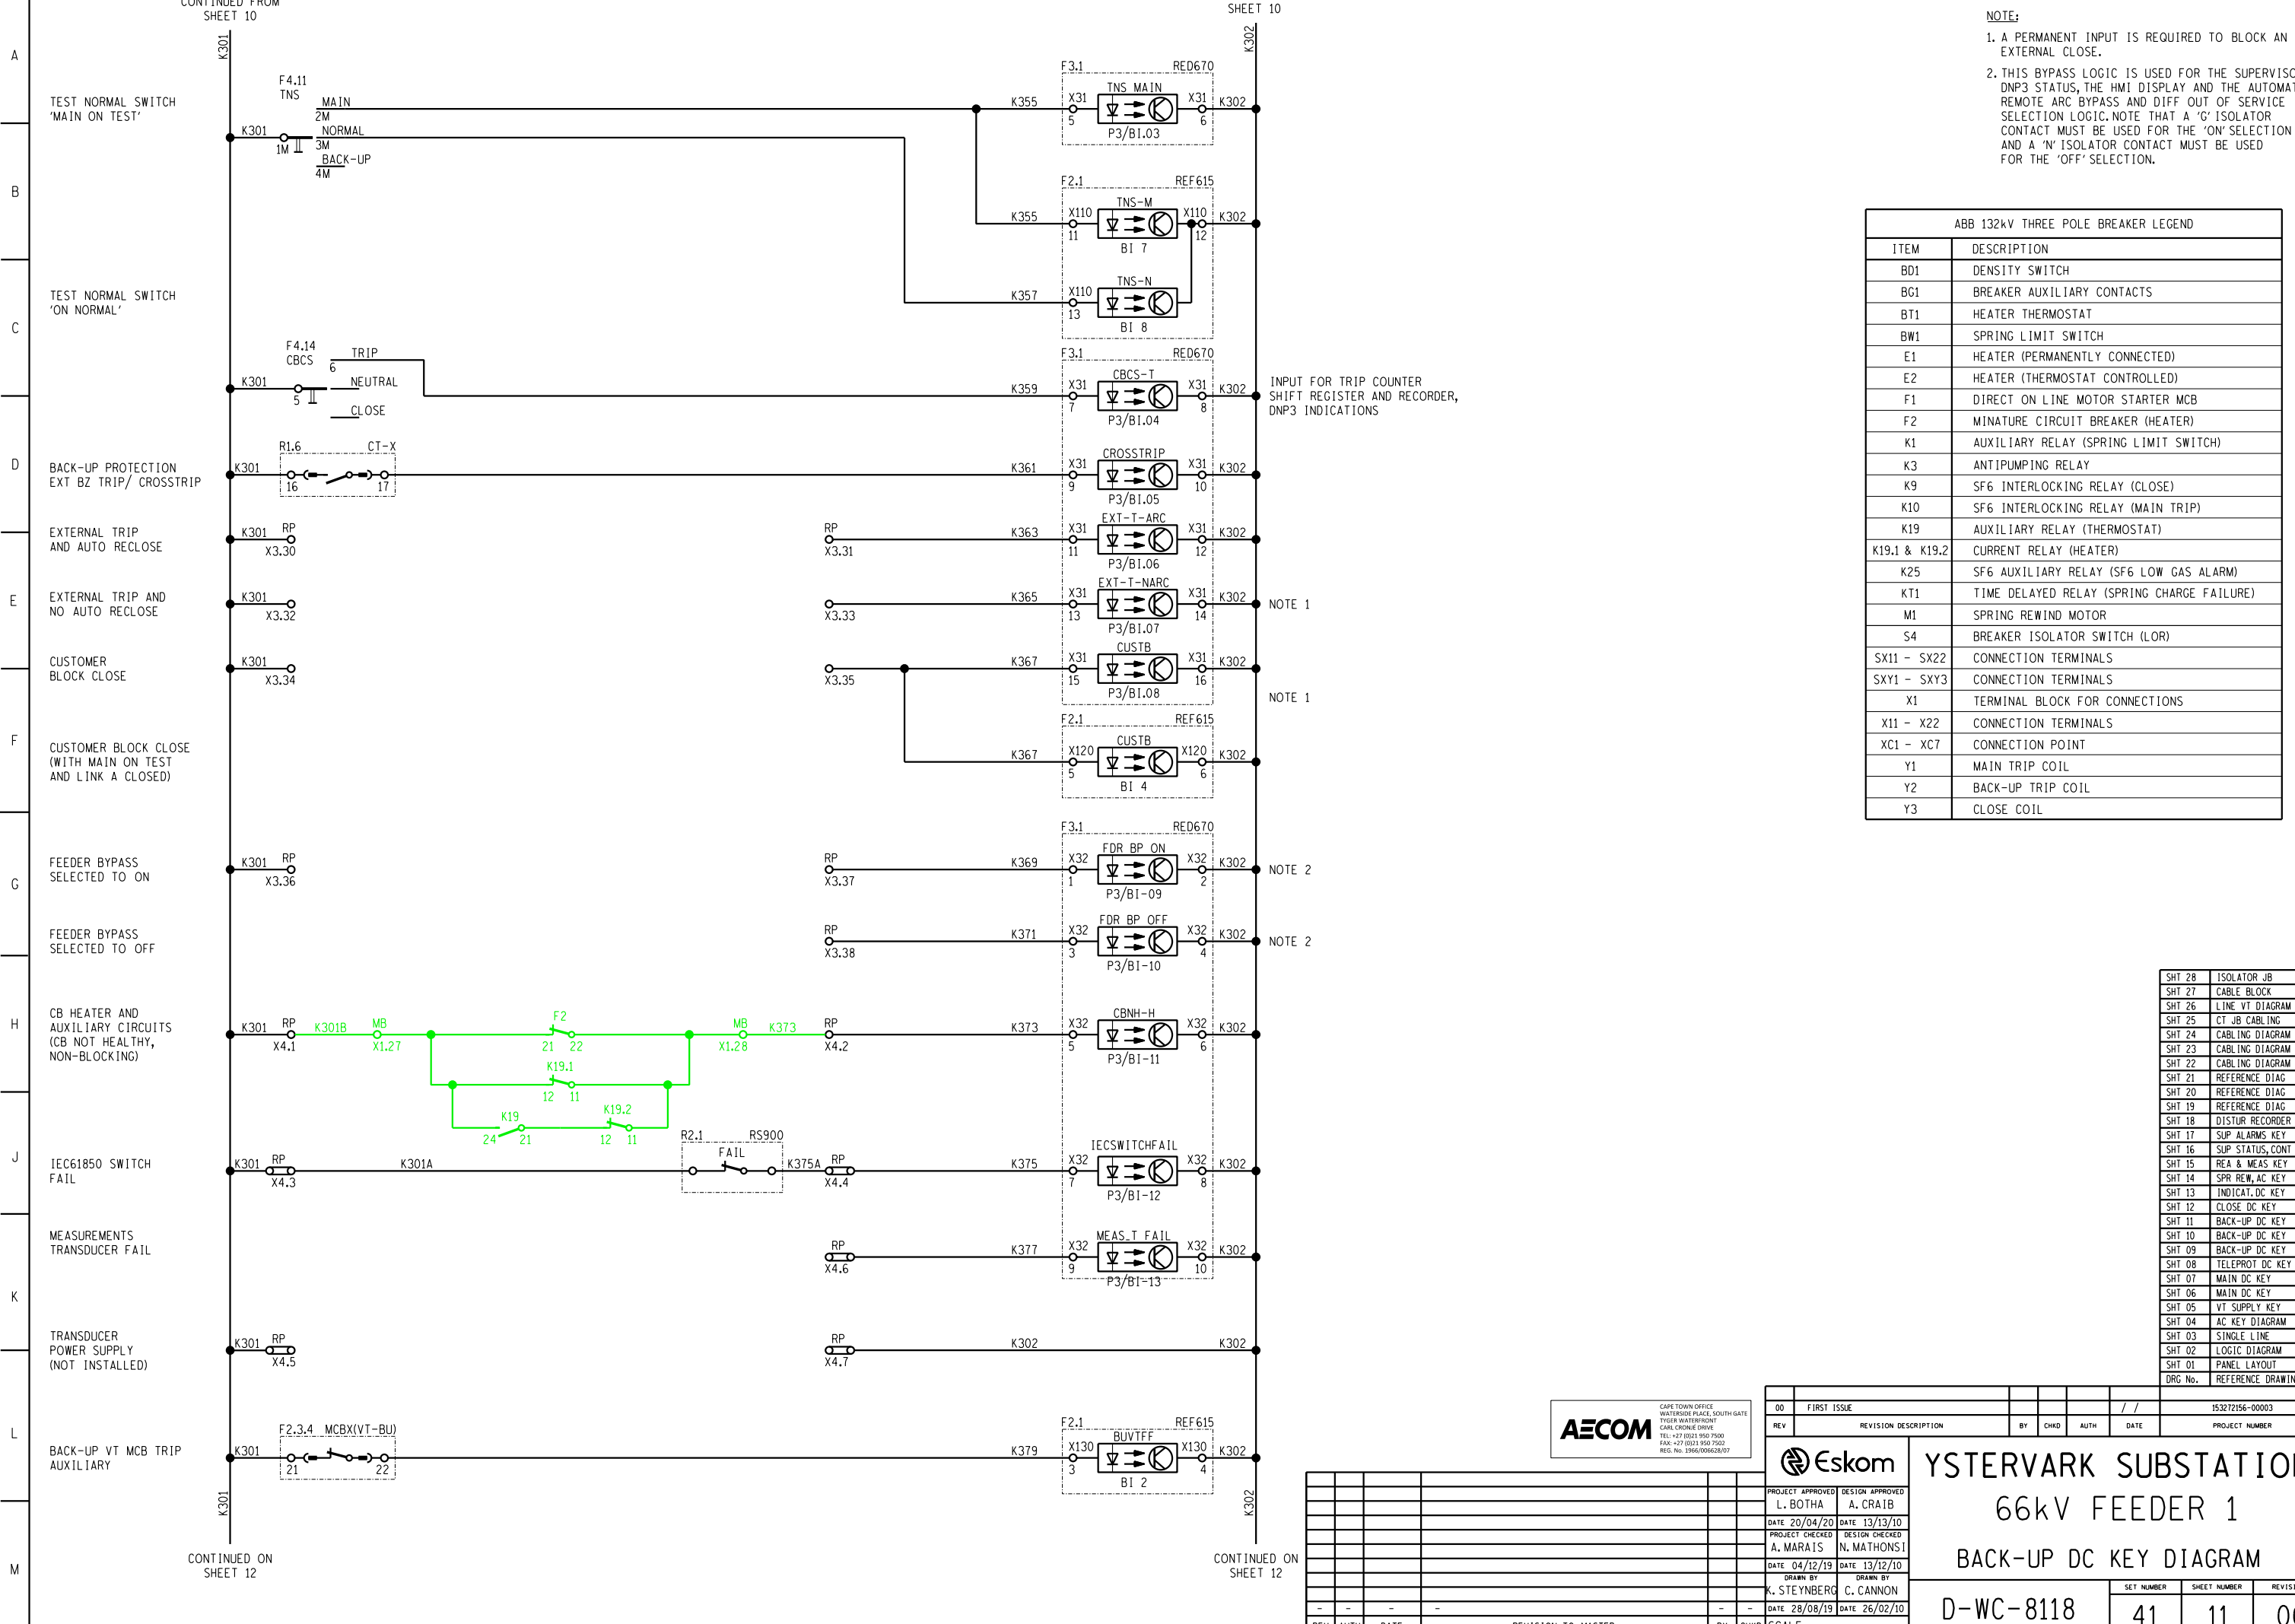 CONTINUED FROM
SHEET 10
SHEET 10
K301
K302
A
B
C
D
E
F
G
H
J
K
L
M
TEST NORMAL SWITCH
'MAIN ON TEST'
F4.11
TNS
MAIN
2M
K301
1M
NORMAL
3M
BACK-UP
4M
K355
F3.1 RED670
TNS MAIN
X31 X31
5 6
P3/BI.03
K302
F2.1 REF615
TNS-M
K355
X110 X110
11 12
BI 7
K302
TEST NORMAL SWITCH
'ON NORMAL'
TNS-N
K357
X110
13
BI 8
F4.14
CBCS
TRIP
6
K301
5
NEUTRAL
CLOSE
F3.1 RED670
CBCS-T
K359
X31 X31
7 8
P3/BI.04
K302
INPUT FOR TRIP COUNTER
SHIFT REGISTER AND RECORDER,
DNP3 INDICATIONS
BACK-UP PROTECTION
EXT BZ TRIP/ CROSSTRIP
K301
R1.6 CT-X
16 17
K361
CROSSTRIP
X31 X31
9 10
P3/BI.05
K302
EXTERNAL TRIP
AND AUTO RECLOSE
K301 RP
X3.30
RP
X3.31
K363
EXT-T-ARC
X31 X31
11 12
P3/BI.06
K302
EXTERNAL TRIP AND
NO AUTO RECLOSE
K301
X3.32
X3.33
K365
EXT-T-NARC
X31 X31
13 14
P3/BI.07
K302
NOTE 1
CUSTOMER
BLOCK CLOSE
K301
X3.34
X3.35
K367
CUSTB
X31 X31
15 16
P3/BI.08
K302
NOTE 1
CUSTOMER BLOCK CLOSE
(WITH MAIN ON TEST
AND LINK A CLOSED)
F2.1 REF615
CUSTB
K367
X120 X120
5 6
BI 4
K302
FEEDER BYPASS
SELECTED TO ON
K301 RP
X3.36
RP
X3.37
K369
F3.1 RED670
FDR BP ON
X32 X32
1 2
P3/BI-09
K302
NOTE 2
FEEDER BYPASS
SELECTED TO OFF
RP
X3.38
K371
FDR BP OFF
X32 X32
3 4
P3/BI-10
K302
NOTE 2
CB HEATER AND
AUXILIARY CIRCUITS
(CB NOT HEALTHY,
NON-BLOCKING)
K301 RP
X4.1
K301B
MB
X1.27
F2
21 22
K19.1
12 11
K19
24 21
K19.2
12 11
MB
X1.28
K373
RP
X4.2
K373
CBNH-H
X32 X32
5 6
P3/BI-11
K302
IEC61850 SWITCH
FAIL
K301 RP
X4.3
K301A
R2.1 RS900
FAIL
K375A
RP
X4.4
K375
IECSWITCHFAIL
X32 X32
7 8
P3/BI-12
K302
MEASUREMENTS
TRANSDUCER FAIL
RP
X4.6
K377
MEAS_T FAIL
X32 X32
9 10
P3/BI-13
K302
TRANSDUCER
POWER SUPPLY
(NOT INSTALLED)
K301 RP
X4.5
RP
X4.7
K302
K302
BACK-UP VT MCB TRIP
AUXILIARY
K301
F2.3.4 MCBX(VT-BU)
21 22
K379
F2.1 REF615
BUVTFF
X130 X130
3 4
BI 2
K302
K301
K302
CONTINUED ON
SHEET 12
CONTINUED ON
SHEET 12
NOTE:
1. A PERMANENT INPUT IS REQUIRED TO BLOCK AN
EXTERNAL CLOSE.
2. THIS BYPASS LOGIC IS USED FOR THE SUPERVISO
DNP3 STATUS, THE HMI DISPLAY AND THE AUTOMAT
REMOTE ARC BYPASS AND DIFF OUT OF SERVICE
SELECTION LOGIC. NOTE THAT A 'G' ISOLATOR
CONTACT MUST BE USED FOR THE 'ON' SELECTION
AND A 'N' ISOLATOR CONTACT MUST BE USED
FOR THE 'OFF' SELECTION.
ABB 132kV THREE POLE BREAKER LEGEND
ITEM DESCRIPTION
BD1 DENSITY SWITCH
BG1 BREAKER AUXILIARY CONTACTS
BT1 HEATER THERMOSTAT
BW1 SPRING LIMIT SWITCH
E1 HEATER (PERMANENTLY CONNECTED)
E2 HEATER (THERMOSTAT CONTROLLED)
F1 DIRECT ON LINE MOTOR STARTER MCB
F2 MINATURE CIRCUIT BREAKER (HEATER)
K1 AUXILIARY RELAY (SPRING LIMIT SWITCH)
K3 ANTIPUMPING RELAY
K9 SF6 INTERLOCKING RELAY (CLOSE)
K10 SF6 INTERLOCKING RELAY (MAIN TRIP)
K19 AUXILIARY RELAY (THERMOSTAT)
K19.1 & K19.2 CURRENT RELAY (HEATER)
K25 SF6 AUXILIARY RELAY (SF6 LOW GAS ALARM)
KT1 TIME DELAYED RELAY (SPRING CHARGE FAILURE)
M1 SPRING REWIND MOTOR
S4 BREAKER ISOLATOR SWITCH (LOR)
SX11 - SX22 CONNECTION TERMINALS
SXY1 - SXY3 CONNECTION TERMINALS
X1 TERMINAL BLOCK FOR CONNECTIONS
X11 - X22 CONNECTION TERMINALS
XC1 - XC7 CONNECTION POINT
Y1 MAIN TRIP COIL
Y2 BACK-UP TRIP COIL
Y3 CLOSE COIL
SHT 28 ISOLATOR JB
SHT 27 CABLE BLOCK
SHT 26 LINE VT DIAGRAM
SHT 25 CT JB CABLING
SHT 24 CABLING DIAGRAM
SHT 23 CABLING DIAGRAM
SHT 22 CABLING DIAGRAM
SHT 21 REFERENCE DIAG
SHT 20 REFERENCE DIAG
SHT 19 REFERENCE DIAG
SHT 18 DISTUR RECORDER
SHT 17 SUP ALARMS KEY
SHT 16 SUP STATUS, CONT
SHT 15 REA & MEAS KEY
SHT 14 SPR REW, AC KEY
SHT 13 INDICAT. DC KEY
SHT 12 CLOSE DC KEY
SHT 11 BACK-UP DC KEY
SHT 10 BACK-UP DC KEY
SHT 09 BACK-UP DC KEY
SHT 08 TELEPROT DC KEY
SHT 07 MAIN DC KEY
SHT 06 MAIN DC KEY
SHT 05 VT SUPPLY KEY
SHT 04 AC KEY DIAGRAM
SHT 03 SINGLE LINE
SHT 02 LOGIC DIAGRAM
SHT 01 PANEL LAYOUT
DRG No. REFERENCE DRAWIN
AECOM
CAPE TOWN OFFICE
WATERSIDE PLACE, SOUTH GATE
TYGER WATERFRONT
CARL CRONJE DRIVE
TEL: +27 (0)21 950 7500
FAX: +27 (0)21 950 7502
REG. No. 1966/006628/07
00 FIRST ISSUE / / 153272156-00003
REV REVISION DESCRIPTION BY CHKD AUTH DATE PROJECT NUMBER
Eskom
PROJECT APPROVED DESIGN APPROVED
L. BOTHA A. CRAIB
DATE 20/04/20 DATE 13/13/10
PROJECT CHECKED DESIGN CHECKED
A. MARAIS N. MATHONSI
DATE 04/12/19 DATE 13/12/10
DRAWN BY DRAWN BY
K. STEYNBERG C. CANNON
DATE 28/08/19 DATE 26/02/10
YSTERVARK SUBSTATIO
66kV FEEDER 1
BACK-UP DC KEY DIAGRAM
SET NUMBER SHEET NUMBER REVISI
D-WC-8118 41 11
- - - - - -
REV AUTH DATE REVISION TO MASTER BY CHKD SCALE